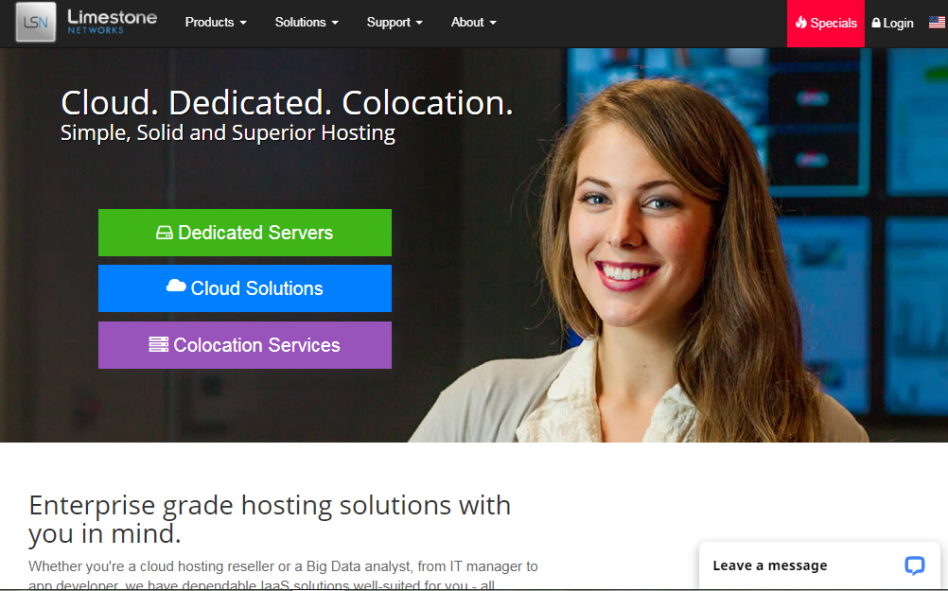 LSN
Limestone
NETWORKS
Products
Solutions
Support
About
Specials
Login
Cloud. Dedicated. Colocation.
Simple, Solid and Superior Hosting
Dedicated Servers
Cloud Solutions
Colocation Services
Enterprise grade hosting solutions with
you in mind.
Whether you're a cloud hosting reseller or a Big Data analyst, from IT manager to
app developer, we have dependable IaaS solutions well-suited for you - all
Leave a message